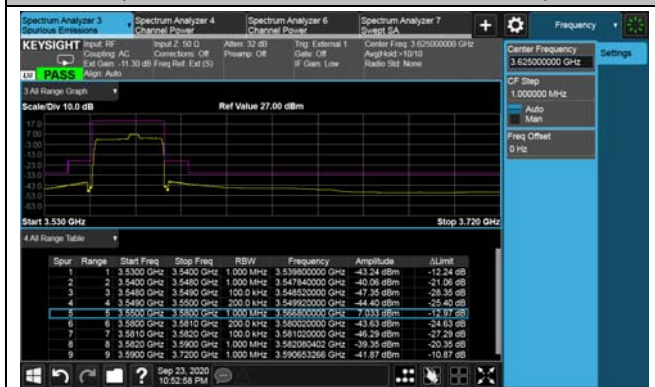 Spectrum Analyzer 3
Spurious Emissions
Spectrum Analyzer 4
Channel Power
Spectrum Analyzer 6
Channel Power
Spectrum Analyzer 7
Swept SA
+
Frequency
KEYSIGHT Input: RF
Coupling: AC
Ext Gain: -11.30 dB
Align: Auto
Input Z: 50 Ω
Corrections: Off
Freq Ref: Ext (S)
Atten: 32 dB
Preamp: Off
Trig: External 1
Gate: Off
IF Gain: Low
Center Freq: 3.625000000 GHz
Avg|Hold:>10/10
Radio Std: None
LXI PASS
Center Frequency
3.625000000 GHz
Settings
CF Step
1.000000 MHz
Auto
Man
Freq Offset
0 Hz
3 All Range Graph
Scale/Div 10.0 dB
Ref Value 27.00 dBm
17.0
7.00
-3.00
-13.0
-23.0
-33.0
-43.0
-53.0
-63.0
Start 3.530 GHz
Stop 3.720 GHz
4 All Range Table
Spur Range Start Freq Stop Freq RBW Frequency Amplitude ΔLimit
1 1 3.5300 GHz 3.5400 GHz 1.000 MHz 3.539800000 GHz -43.24 dBm -12.24 dB
2 2 3.5400 GHz 3.5480 GHz 1.000 MHz 3.547840000 GHz -40.06 dBm -21.06 dB
3 3 3.5480 GHz 3.5490 GHz 100.0 kHz 3.548520000 GHz -47.35 dBm -28.35 dB
4 4 3.5490 GHz 3.5500 GHz 200.0 kHz 3.549920000 GHz -44.40 dBm -25.40 dB
5 5 3.5500 GHz 3.5800 GHz 1.000 MHz 3.566800000 GHz 7.033 dBm -12.97 dB
6 6 3.5800 GHz 3.5810 GHz 200.0 kHz 3.580020000 GHz -43.63 dBm -24.63 dB
7 7 3.5810 GHz 3.5820 GHz 100.0 kHz 3.581020000 GHz -46.29 dBm -27.29 dB
8 8 3.5820 GHz 3.5900 GHz 1.000 MHz 3.582080402 GHz -39.35 dBm -20.35 dB
9 9 3.5900 GHz 3.7200 GHz 1.000 MHz 3.590653266 GHz -41.87 dBm -10.87 dB
?
Sep 23, 2020
10:52:58 PM